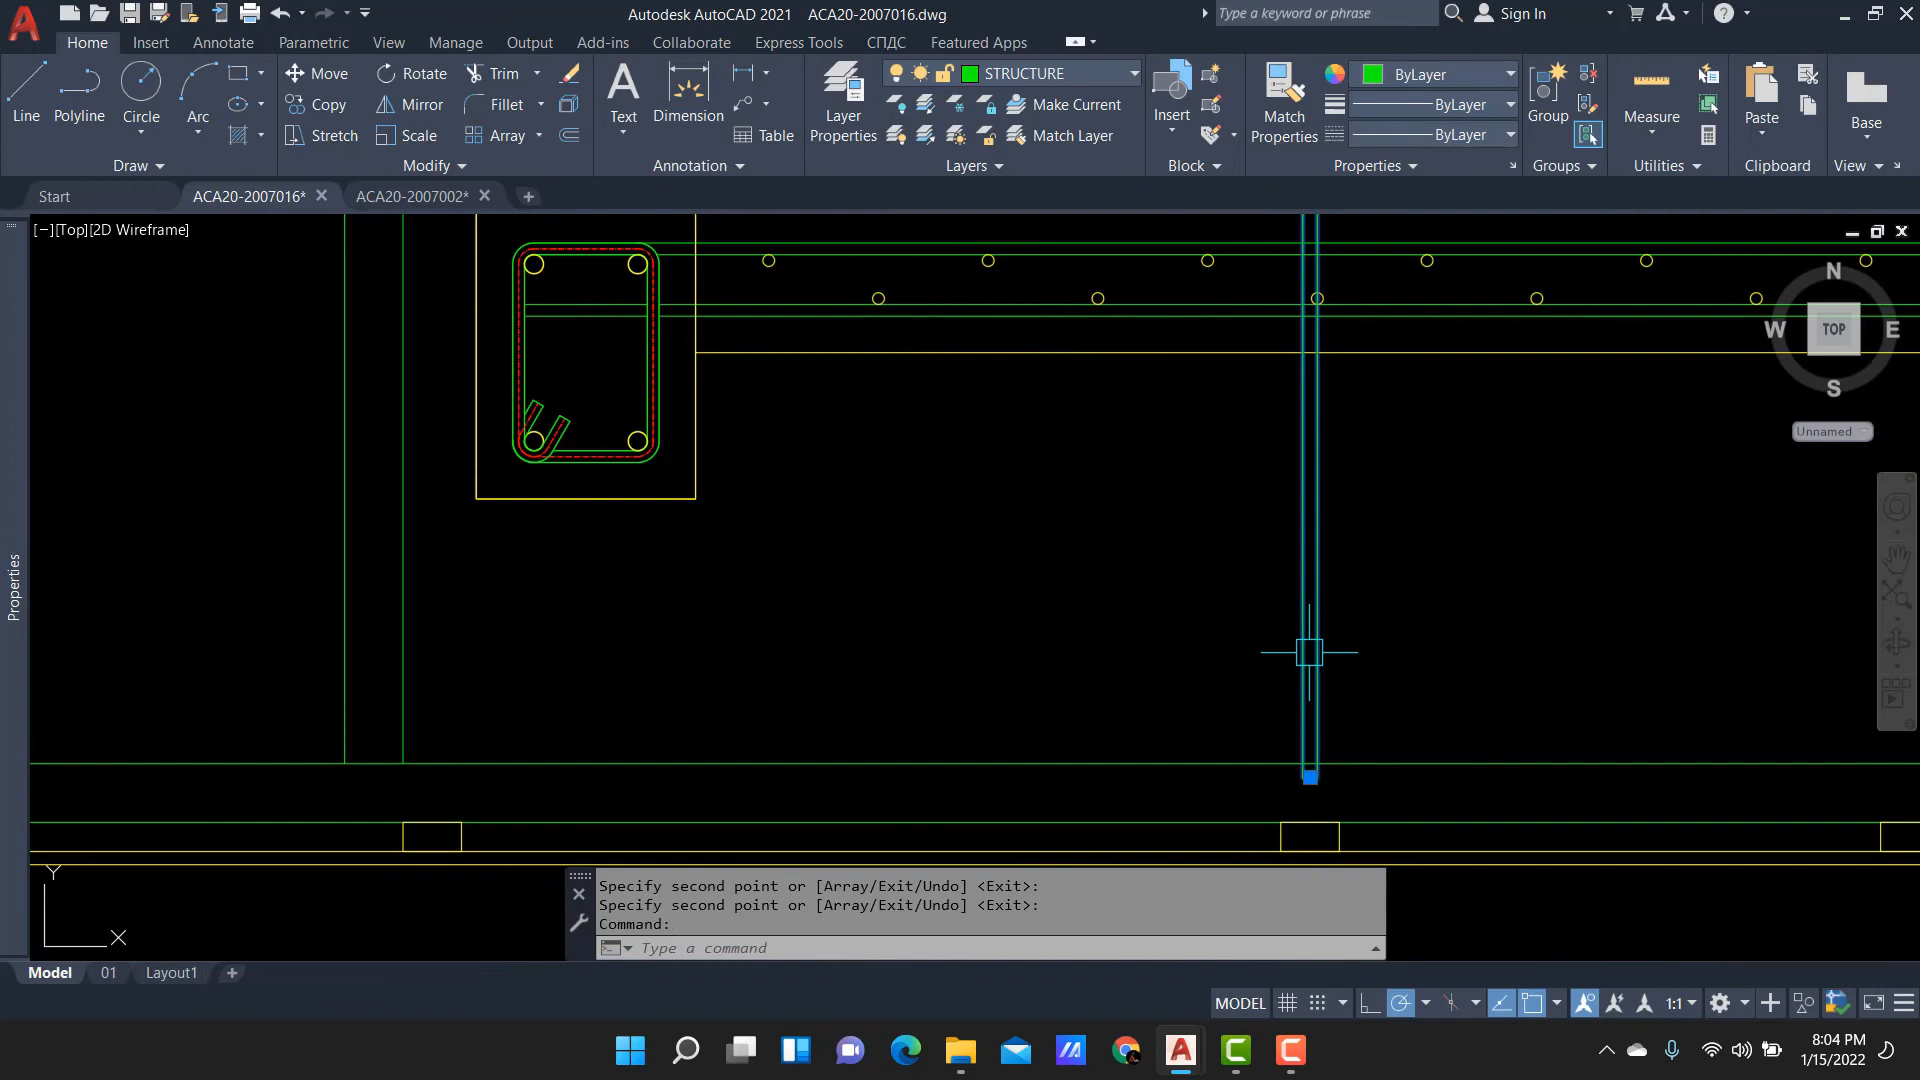 Autodesk AutoCAD 2021 ACA20-2007016.dwg
Type a keyword or phrase
Sign In
Home Insert Annotate Parametric View Manage Output Add-ins Collaborate Express Tools СПДС Featured Apps
Line
Polyline
Circle
Arc
Draw
Move
Rotate
Trim
Copy
Mirror
Fillet
Stretch
Scale
Array
Modify
Text
Dimension
Table
Annotation
Layer
Properties
STRUCTURE
Make Current
Match Layer
Layers
Insert
Block
Match
Properties
ByLayer
ByLayer
ByLayer
Properties
Group
Groups
Measure
Utilities
Paste
Clipboard
Base
View
Start
ACA20-2007016*
ACA20-2007002*
[−][Top][2D Wireframe]
N
W
TOP
E
S
Unnamed
Properties
Y
X
Specify second point or [Array/Exit/Undo] <Exit>:
Specify second point or [Array/Exit/Undo] <Exit>:
Command:
Type a command
Model 01 Layout1
MODEL
1:1
8:04 PM
1/15/2022